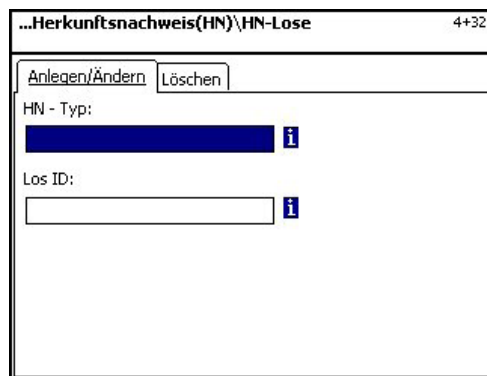 ...Herkunftsnachweis(HN)\HN-Lose 4+32
Anlegen/Ändern Löschen
HN - Typ:
i
Los ID:
i